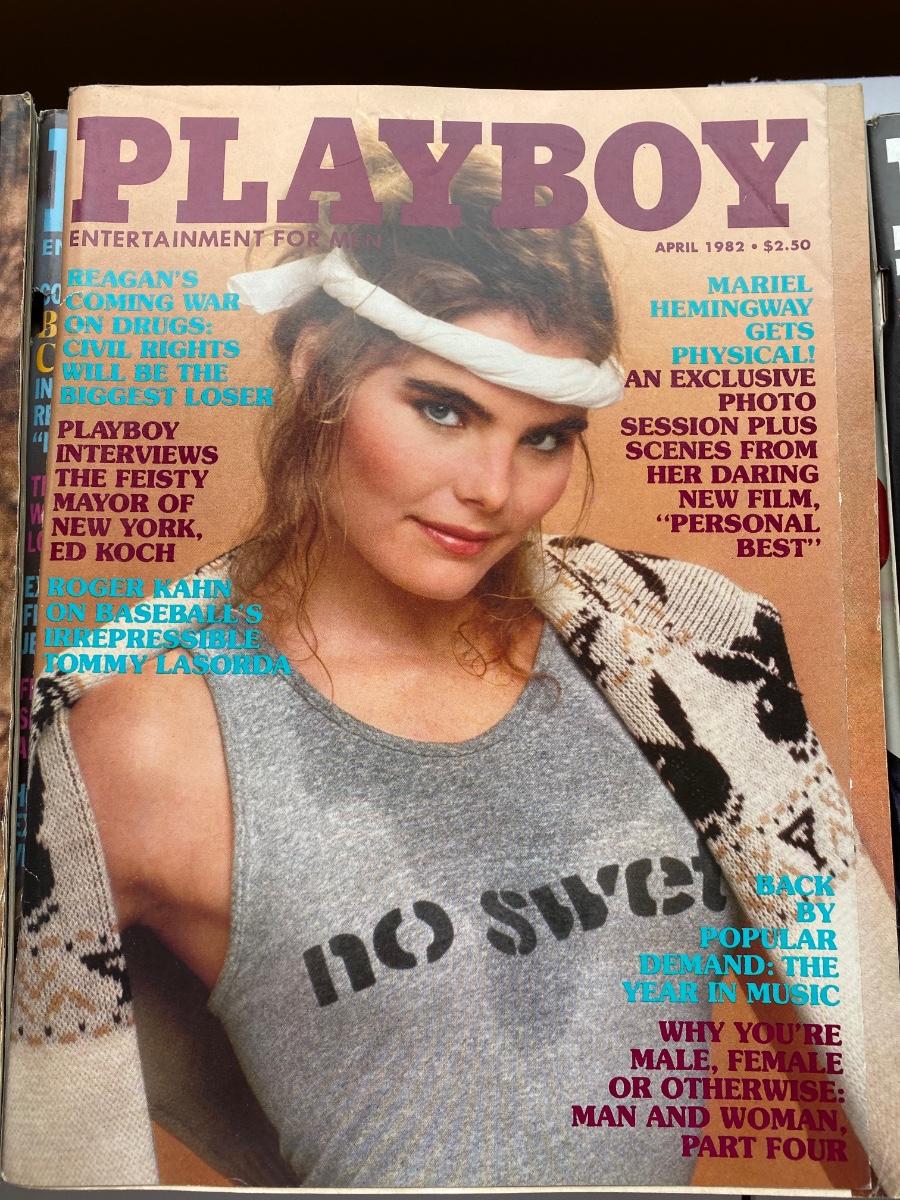 PLAYBOY
ENTERTAINMENT FOR MEN
APRIL 1982 • $2.50
REAGAN'S
COMING WAR
ON DRUGS:
CIVIL RIGHTS
WILL BE THE
BIGGEST LOSER
PLAYBOY
INTERVIEWS
THE FEISTY
MAYOR OF
NEW YORK,
ED KOCH
ROGER KAHN
ON BASEBALL'S
IRREPRESSIBLE
TOMMY LASORDA
MARIEL
HEMINGWAY
GETS
PHYSICAL!
AN EXCLUSIVE
PHOTO
SESSION PLUS
SCENES FROM
HER DARING
NEW FILM,
“PERSONAL
BEST”
no swet
BACK
BY
POPULAR
DEMAND: THE
YEAR IN MUSIC
WHY YOU'RE
MALE, FEMALE
OR OTHERWISE:
MAN AND WOMAN,
PART FOUR